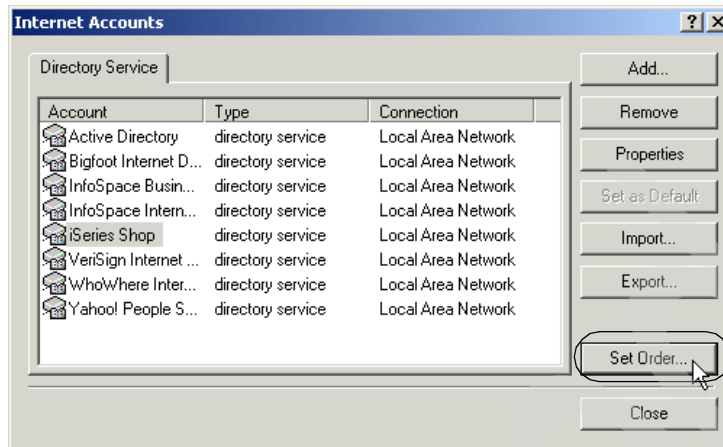 Internet Accounts
Directory Service
Account Type Connection
Active Directory directory service Local Area Network
Bigfoot Internet D... directory service Local Area Network
InfoSpace Busin... directory service Local Area Network
InfoSpace Intern... directory service Local Area Network
iSeries Shop directory service Local Area Network
VeriSign Internet ... directory service Local Area Network
WhoWhere Inter... directory service Local Area Network
Yahoo! People S... directory service Local Area Network
Add...
Remove
Properties
Set as Default
Import...
Export...
Set Order...
Close